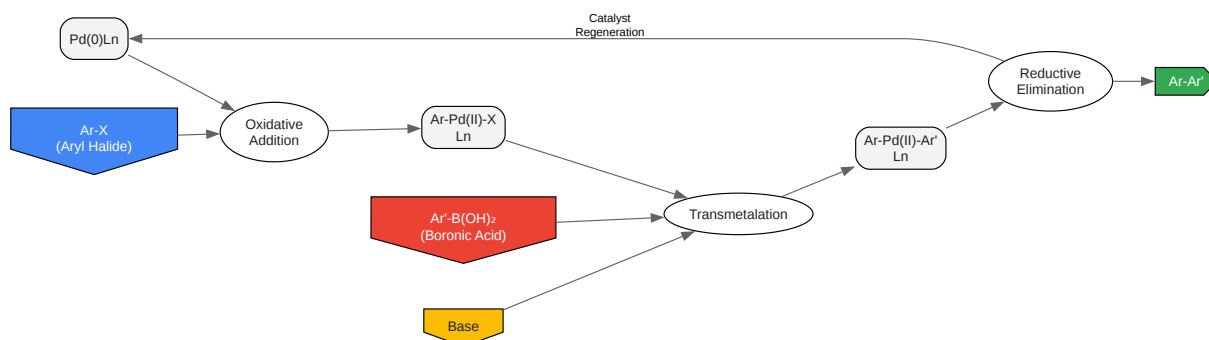 Catalyst
Regeneration
Pd(0)Ln
Ar-X
(Aryl Halide)
Oxidative
Addition
Ar-Pd(II)-X
Ln
Ar'-B(OH)₂
(Boronic Acid)
Base
Transmetalation
Ar-Pd(II)-Ar'
Ln
Reductive
Elimination
Ar-Ar'